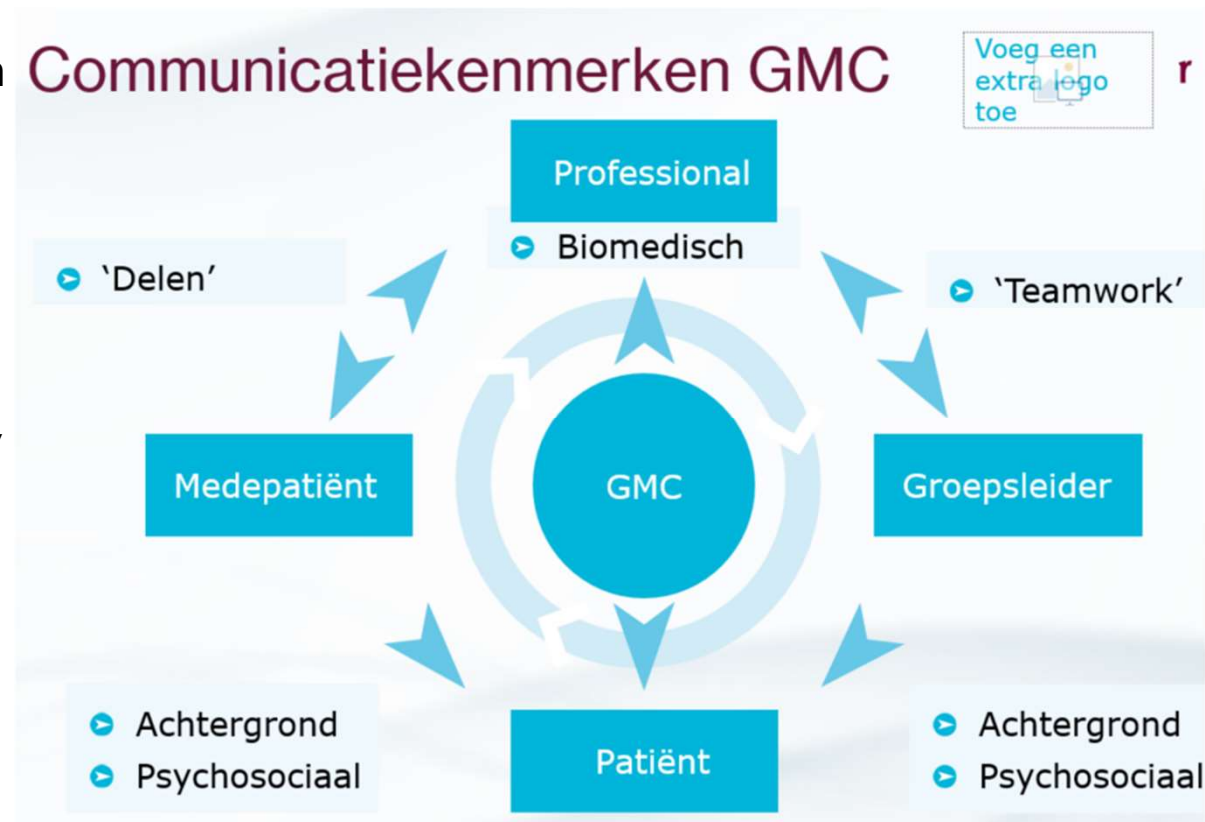 Communicatiekenmerken GMC
Voeg een
extra logo
toe
r
Professional
Biomedisch
‘Delen’
‘Teamwork’
Medepatiënt
GMC
Groepsleider
Achtergrond
Psychosociaal
Patiënt
Achtergrond
Psychosociaal